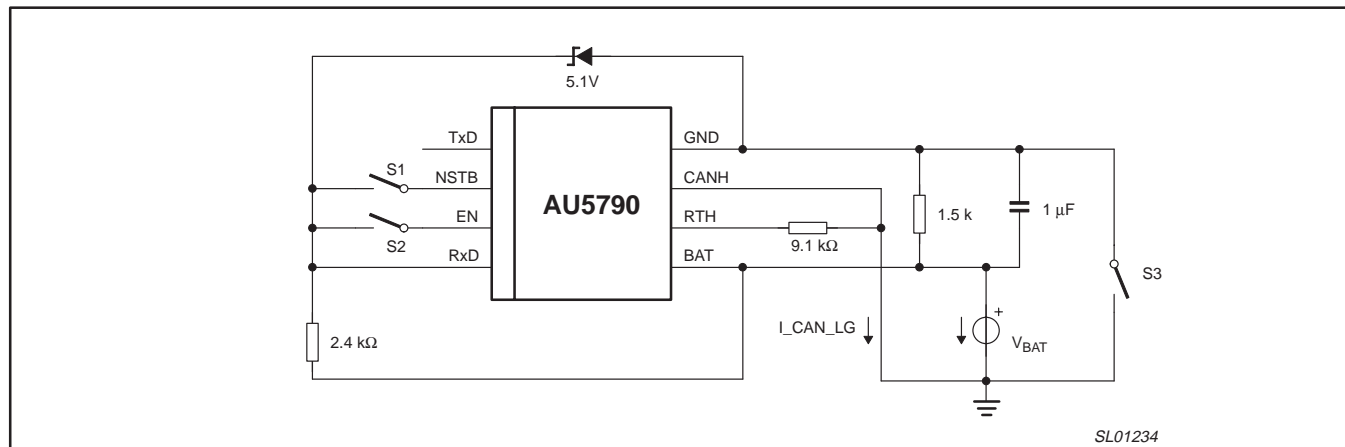 5.1V
TxD
GND
S1
NSTB
CANH
AU5790
1.5 k
1 μF
EN
RTH
S2
9.1 kΩ
RxD
BAT
S3
I_CAN_LG
+
VBAT
2.4 kΩ
SL01234